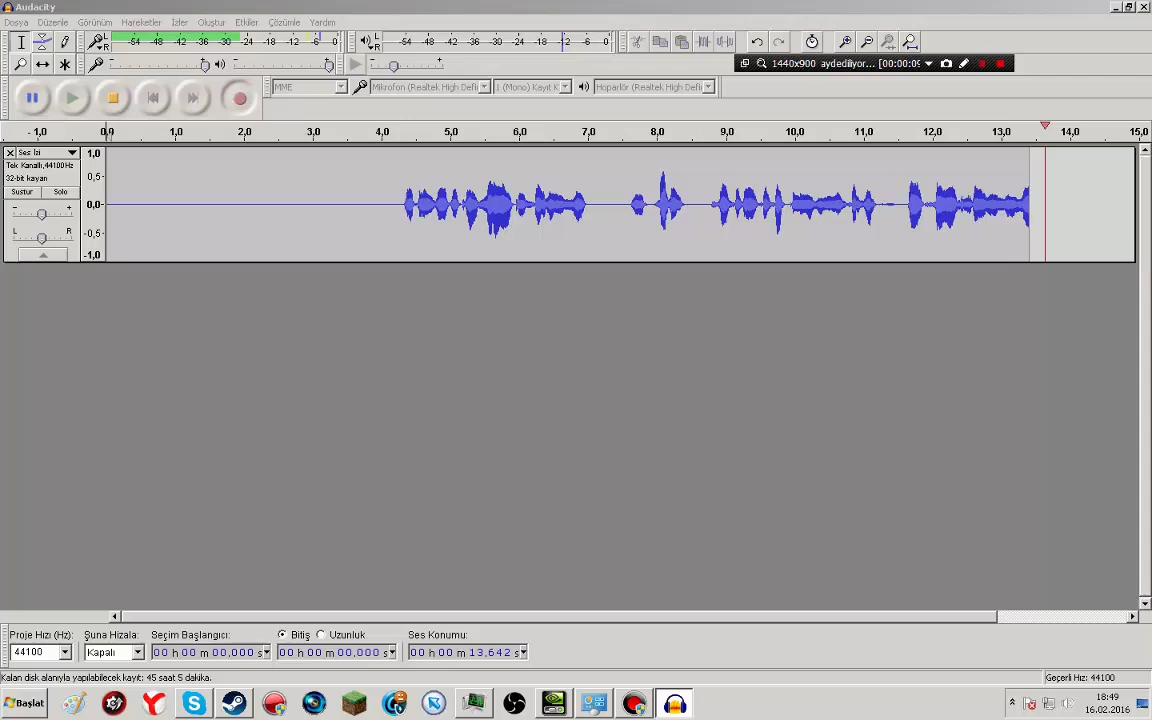 Audacity
Dosya Düzenle Görünüm Hareketler İzler Oluştur Etkiler Çözümle Yardım
L R -54 -48 -42 -36 -30 -24 -18 -12 -6 0 L R -54 -48 -42 -36 -30 -24 -18 -12 -6 0
1440x900 aydediliyor... [00:00:09
MME Mikrofon (Realtek High Defi 1 (Mono) Kayıt K Hoparlör (Realtek High Defi
- 1,0 0,0 1,0 2,0 3,0 4,0 5,0 6,0 7,0 8,0 9,0 10,0 11,0 12,0 13,0 14,0 15,0
Ses İzi 1,0
Tek Kanallı,44100Hz
32-bit kayan 0,5-
Sustur Solo
- + 0,0-
L R -0,5-
-1,0
Proje Hızı (Hz): Şuna Hizala: Seçim Başlangıcı: Bitiş Uzunluk Ses Konumu:
44100 Kapalı 00 h 00 m 00,000 s 00 h 00 m 00,000 s 00 h 00 m 13,642 s
Kalan disk alanıyla yapılabilecek kayıt: 45 saat 5 dakika. Geçerli Hız: 44100
Başlat 18:49
16.02.2016